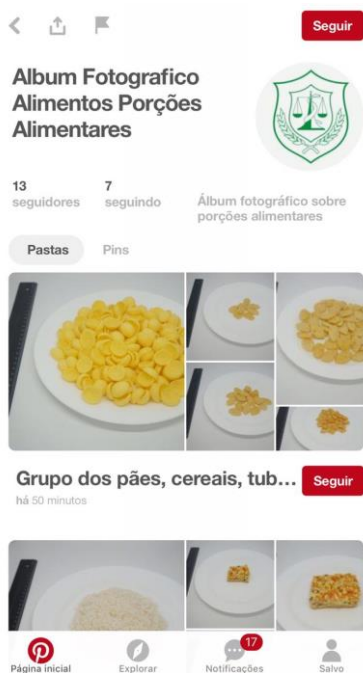 Seguir
Album Fotografico
Alimentos Porções
Alimentares
13
seguidores
7
seguindo
Álbum fotográfico sobre
porções alimentares
Pastas
Pins
Grupo dos pães, cereais, tub...
Seguir
há 50 minutos
17
Página inicial
Explorar
Notificações
Salvo